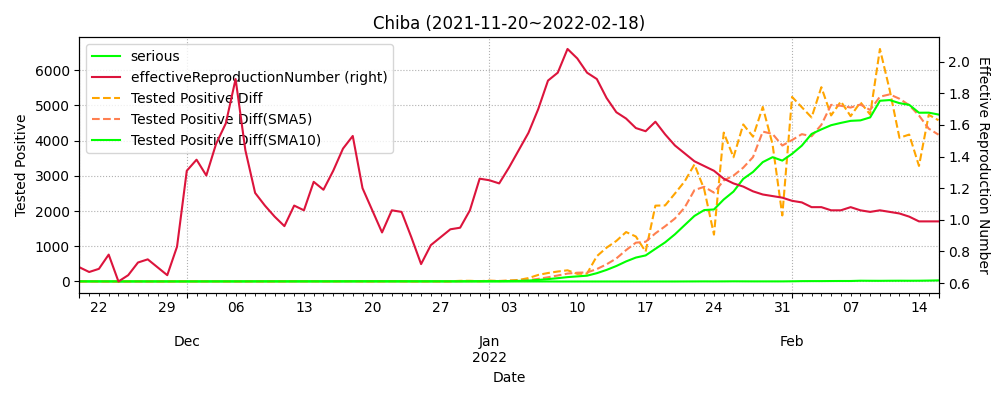 Chiba (2021-11-20~2022-02-18)
serious
effectiveReproductionNumber (right)
Tested Positive Diff
Tested Positive Diff(SMA5)
Tested Positive Diff(SMA10)
Tested Positive
6000
5000
4000
3000
2000
1000
0
Effective Reproduction Number
2.0
1.8
1.6
1.4
1.2
1.0
0.8
0.6
22 29 06 13 20 27 03 10 17 24 31 07 14
Dec Jan Feb
2022
Date